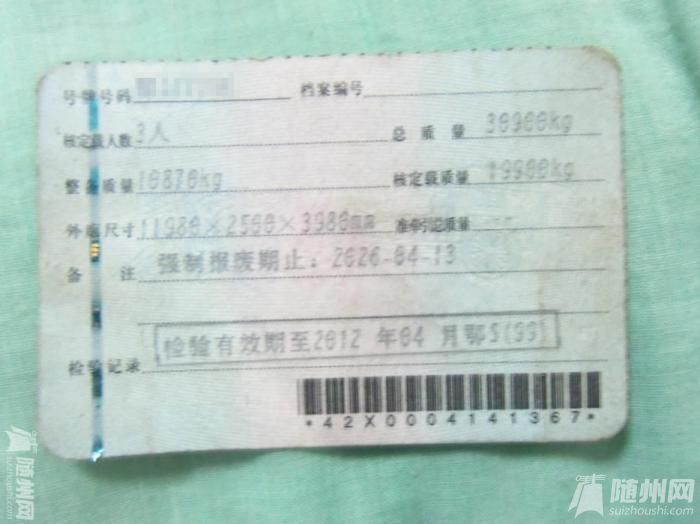 号牌号码 档案编号
核定载人数 3人 总质量 30900kg
整备质量 10870kg 核定载质量 19900kg
外廓尺寸 11980×2500×3980mm 准牵引总质量 --
备注 强制报废期止：2026-04-13
检验记录 检验有效期至2012年04月鄂S(99)
*42X0004141367*
随州网
suizhoushi.com
随州网
suizhoushi.com